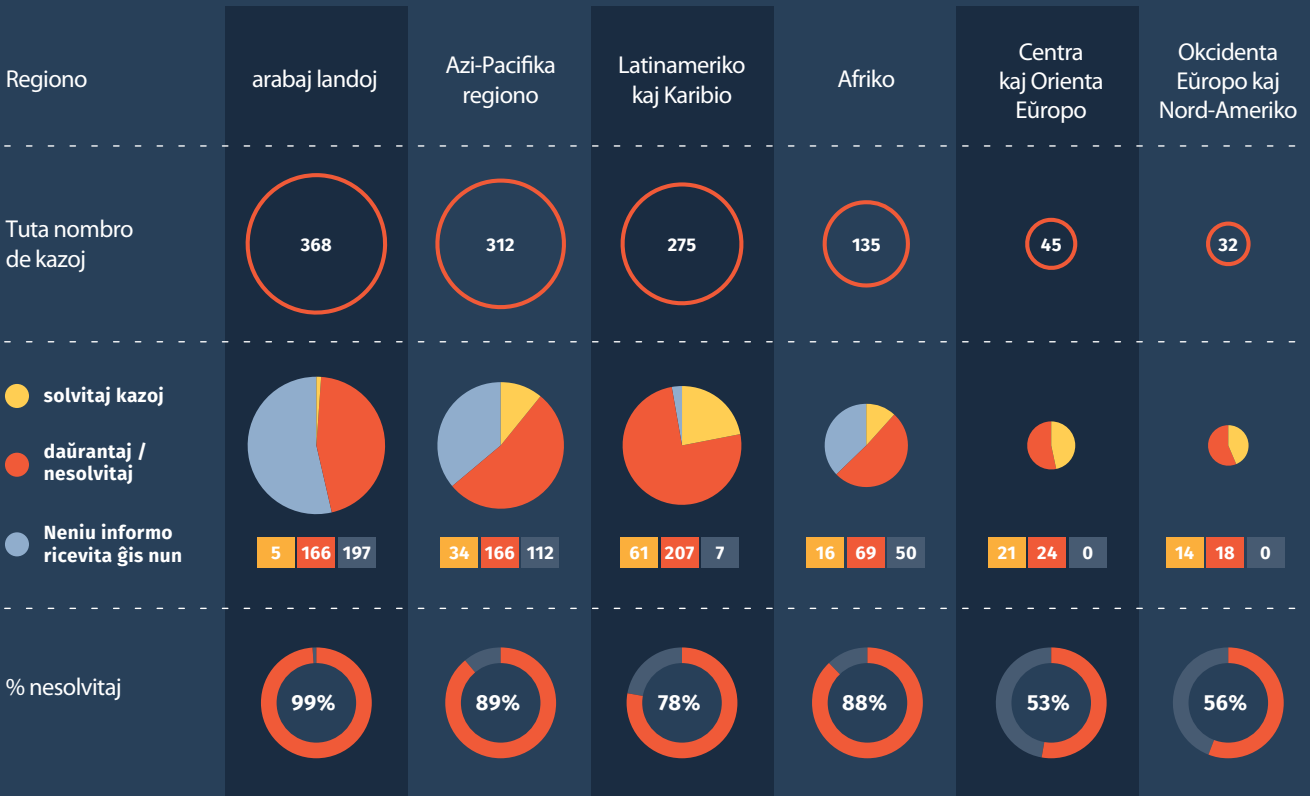 Regiono
arabaj landoj
Azi-Pacifika
regiono
Latinameriko
kaj Karibio
Afriko
Centra
kaj Orienta
Eŭropo
Okcidenta
Eŭropo kaj
Nord-Ameriko
Tuta nombro
de kazoj
368
312
275
135
45
32
solvitaj kazoj
daŭrantaj /
nesolvitaj
Neniu informo
ricevita ĝis nun
5 166 197
34 166 112
61 207 7
16 69 50
21 24 0
14 18 0
% nesolvitaj
99%
89%
78%
88%
53%
56%